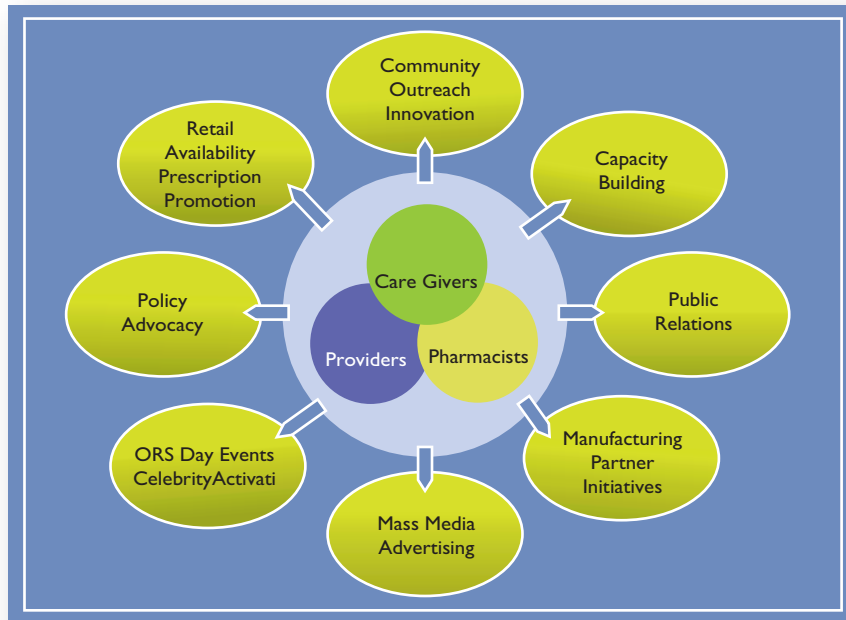 Community
Outreach
Innovation
Retail
Availability
Prescription
Promotion
Capacity
Building
Care Givers
Policy
Advocacy
Public
Relations
Providers
Pharmacists
ORS Day Events
CelebrityActivati
Manufacturing
Partner
Initiatives
Mass Media
Advertising